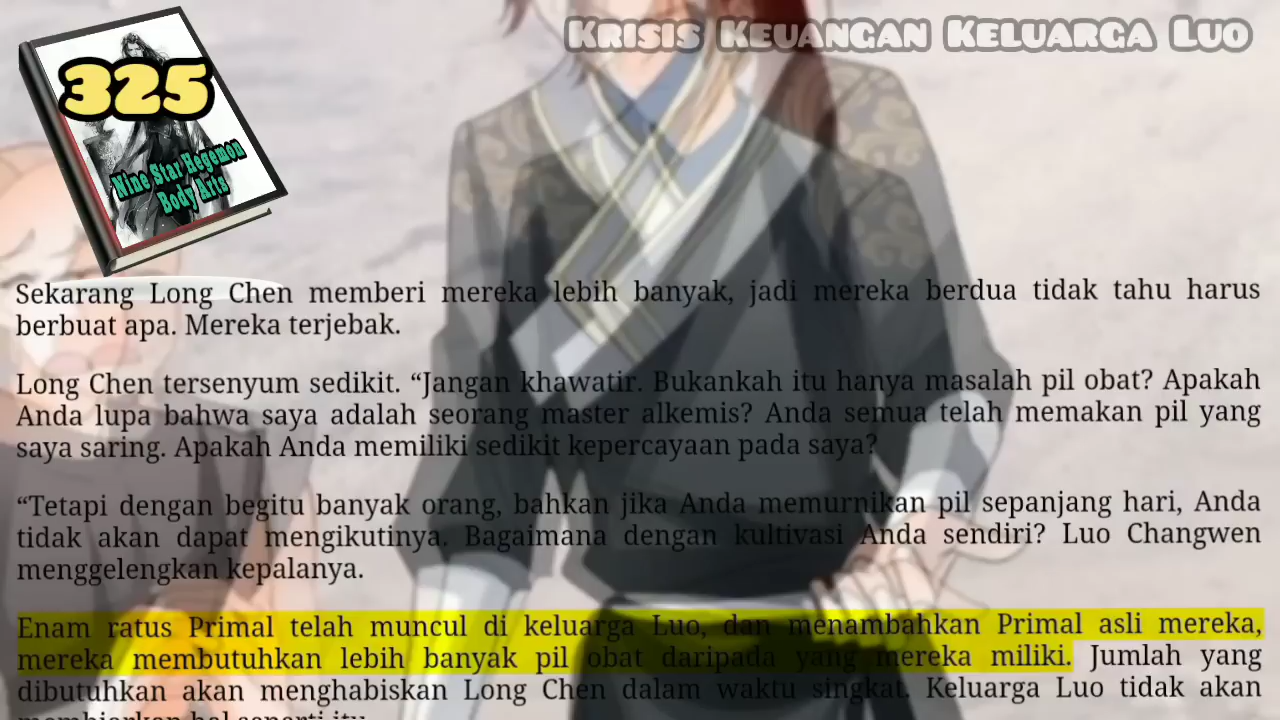 Krisis Keuangan Keluarga Luo
325
Nine Star Hegemon
Body Arts
Sekarang Long Chen memberi mereka lebih banyak, jadi mereka berdua tidak tahu harus
berbuat apa. Mereka terjebak.
Long Chen tersenyum sedikit. “Jangan khawatir. Bukankah itu hanya masalah pil obat? Apakah
Anda lupa bahwa saya adalah seorang master alkemis? Anda semua telah memakan pil yang
saya saring. Apakah Anda memiliki sedikit kepercayaan pada saya?
“Tetapi dengan begitu banyak orang, bahkan jika Anda memurnikan pil sepanjang hari, Anda
tidak akan dapat mengikutinya. Bagaimana dengan kultivasi Anda sendiri? Luo Changwen
menggelengkan kepalanya.
Enam ratus Primal telah muncul di keluarga Luo, dan menambahkan Primal asli mereka,
mereka membutuhkan lebih banyak pil obat daripada yang mereka miliki. Jumlah yang
dibutuhkan akan menghabiskan Long Chen dalam waktu singkat. Keluarga Luo tidak akan